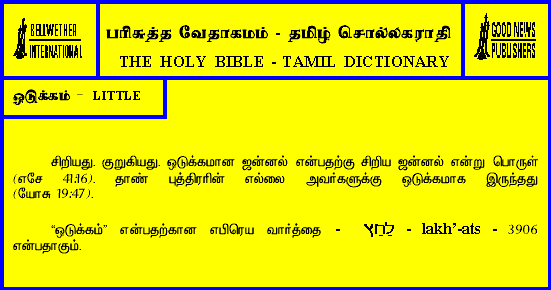 BELLWETHER
INTERNATIONAL
பரிசுத்த வேதாகமம் - தமிழ் சொல்லகராதி
THE HOLY BIBLE - TAMIL DICTIONARY
GOOD NEWS
PUBLISHERS
ஒடுக்கம் - LITTLE
சிறியது. குறுகியது. ஒடுக்கமான ஜன்னல் என்பதற்கு சிறிய ஜன்னல் என்று பொருள்
(எசே 41:16). தாண் புத்திரரின் எல்லை அவர்களுக்கு ஒடுக்கமாக இருந்தது
(யோசு 19:47).
“ஒடுக்கம்” என்பதற்கான எபிரெய வார்த்தை - לַחַץ - lakh’-ats - 3906
என்பதாகும்.